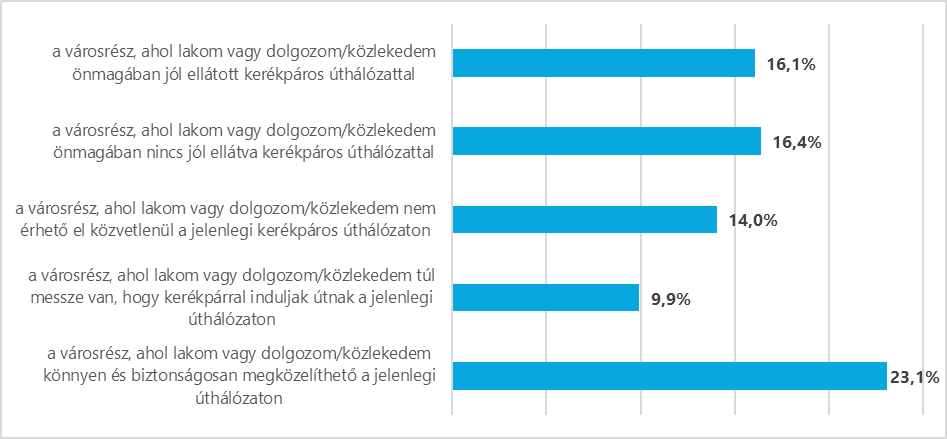 a városrész, ahol lakom vagy dolgozom/közlekedem
önmagában jól ellátott kerékpáros úthálózattal
16,1%
a városrész, ahol lakom vagy dolgozom/közlekedem
önmagában nincs jól ellátva kerékpáros úthálózattal
16,4%
a városrész, ahol lakom vagy dolgozom/közlekedem nem
érhető el közvetlenül a jelenlegi kerékpáros úthálózaton
14,0%
a városrész, ahol lakom vagy dolgozom/közlekedem túl
messze van, hogy kerékpárral induljak útnak a jelenlegi
úthálózaton
9,9%
a városrész, ahol lakom vagy dolgozom/közlekedem
könnyen és biztonságosan megközelíthető a jelenlegi
úthálózaton
23,1%